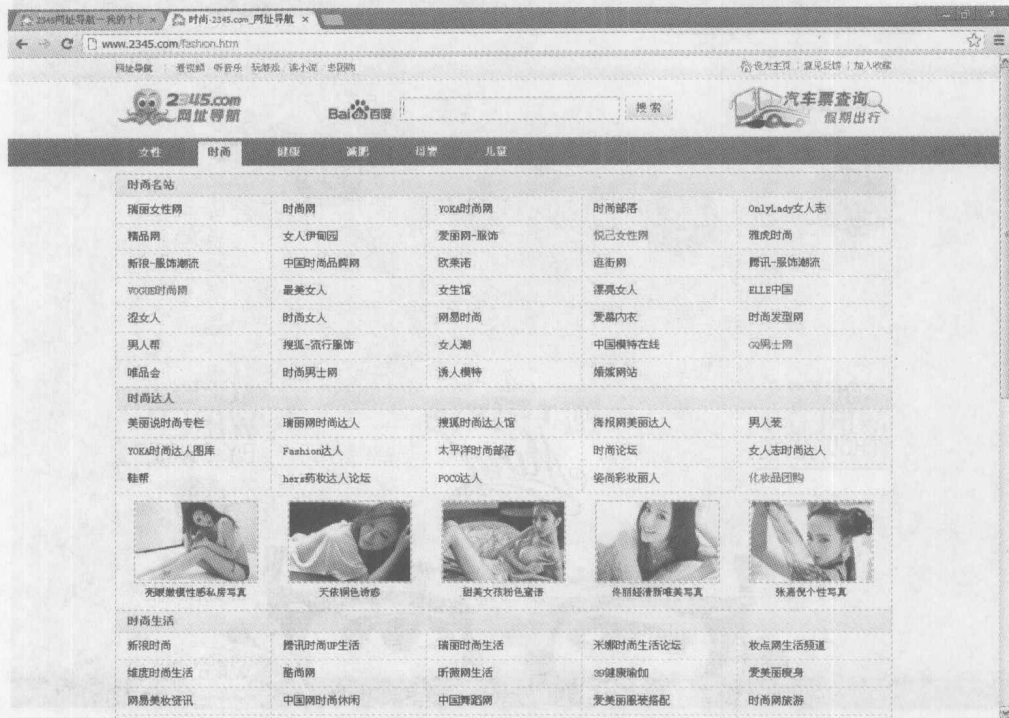 2345网址导航—我的个 × 时尚-2345.com_网址导航 ×
www.2345.com/fashion.htm
网址导航 | 看视频 听音乐 玩游戏 读小说 去团购 设为主页 | 意见反馈 | 加入收藏
2345.com 网址导航 Bai du 百度 搜索 汽车票查询 假期出行
女性 时尚 健康 减肥 母婴 儿童
时尚名站
瑞丽女性网 时尚网 YOKA时尚网 时尚部落 OnlyLady女人志
精品网 女人伊甸园 爱丽网-服饰 悦己女性网 雅虎时尚
新浪-服饰潮流 中国时尚品牌网 欧莱诺 逛街网 腾讯-服饰潮流
VOGUE时尚网 最美女人 女生馆 漂亮女人 ELLE中国
涩女人 时尚女人 网易时尚 爱慕内衣 时尚发型网
男人帮 搜狐-流行服饰 女人潮 中国模特在线 GQ男士网
唯品会 时尚男士网 诱人模特 婚嫁网站
时尚达人
美丽说时尚专栏 瑞丽网时尚达人 搜狐时尚达人馆 海报网美丽达人 男人装
YOKA时尚达人图库 Fashion达人 太平洋时尚部落 时尚论坛 女人志时尚达人
鞋帮 hers药妆达人论坛 POCO达人 姿尚彩妆丽人 化妆品团购
亮眼嫩模性感私房写真 天依铜色诱惑 甜美女孩粉色蜜语 佟丽娅清新唯美写真 张嘉倪个性写真
时尚生活
新浪时尚 腾讯时尚UP生活 瑞丽时尚生活 米娜时尚生活论坛 妆点网生活频道
维度时尚生活 酷尚网 昕薇网生活 39健康瑜伽 爱美丽瘦身
网易美妆资讯 中国网时尚休闲 中国舞蹈网 爱美丽服装搭配 时尚网旅游